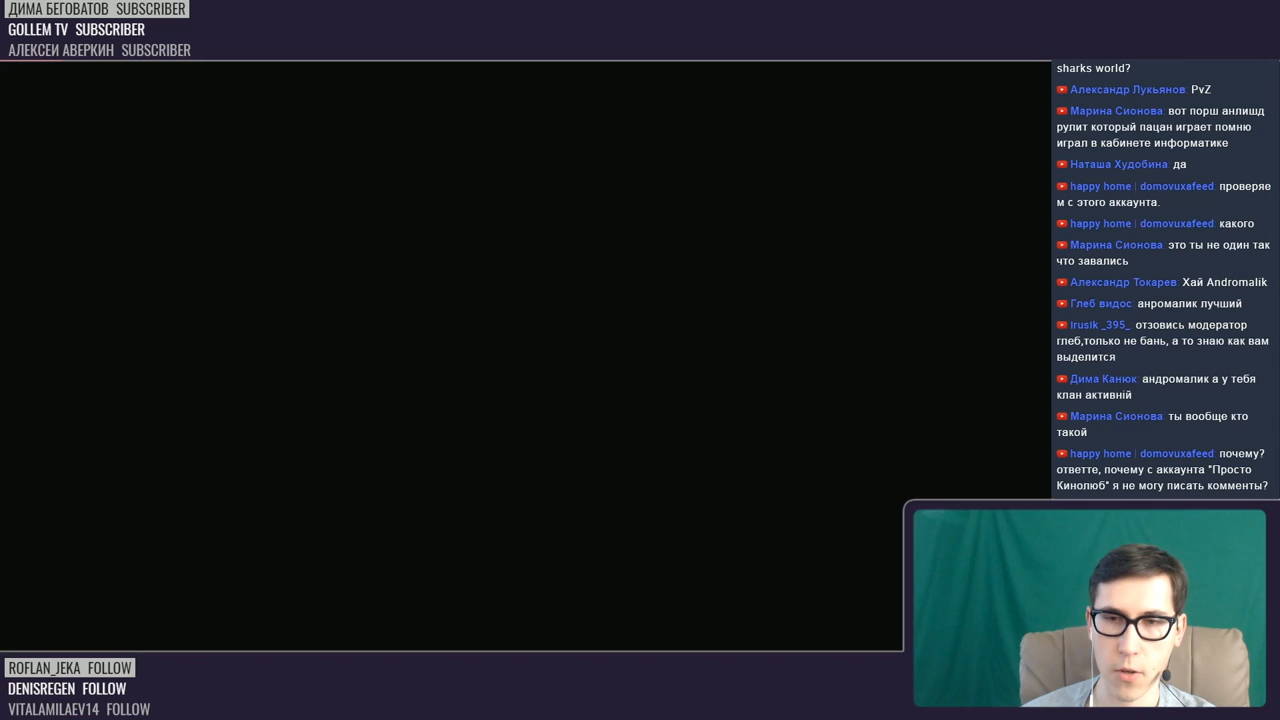 ДИМА БЕГОВАТОВ SUBSCRIBER
GOLLEM TV SUBSCRIBER
АЛЕКСЕЙ АВЕРКИН SUBSCRIBER
sharks world?
Александр Лукьянов: PvZ
Марина Сионова: вот порш анлишд
рулит который пацан играет помню
играл в кабинете информатике
Наташа Худобина: да
happy home | domovuxafeed: проверяе
м с этого аккаунта.
happy home | domovuxafeed: какого
Марина Сионова: это ты не один так
что завались
Александр Токарев: Хай Andromalik
Глеб видос: анромалик лучший
irusik _395_: отзовись модератор
глеб,только не бань, а то знаю как вам
выделится
Дима Канюк: андромалик а у тебя
клан активній
Марина Сионова: ты вообще кто
такой
happy home | domovuxafeed: почему?
ответте, почему с аккаунта "Просто
Кинолюб" я не могу писать комменты?
ROFLAN_JEKA FOLLOW
DENISREGEN FOLLOW
VITALAMILAEV14 FOLLOW